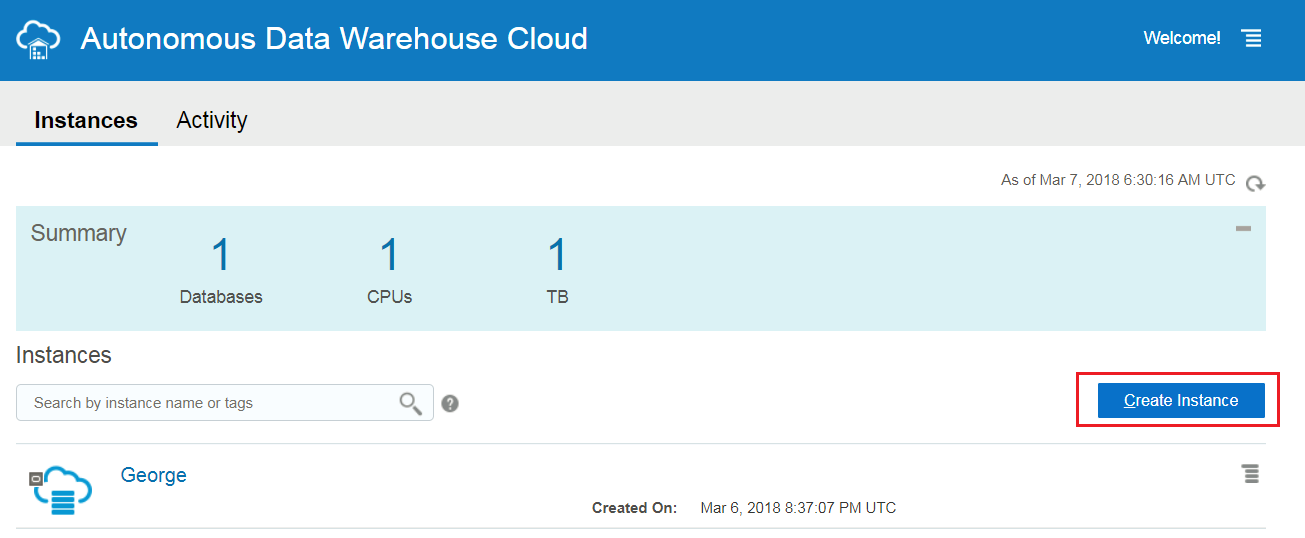 Autonomous Data Warehouse Cloud
Welcome!
Instances
Activity
As of Mar 7, 2018 6:30:16 AM UTC
Summary
1
1
1
Databases
CPUs
TB
Instances
Search by instance name or tags
?
Create Instance
George
Created On:
Mar 6, 2018 8:37:07 PM UTC